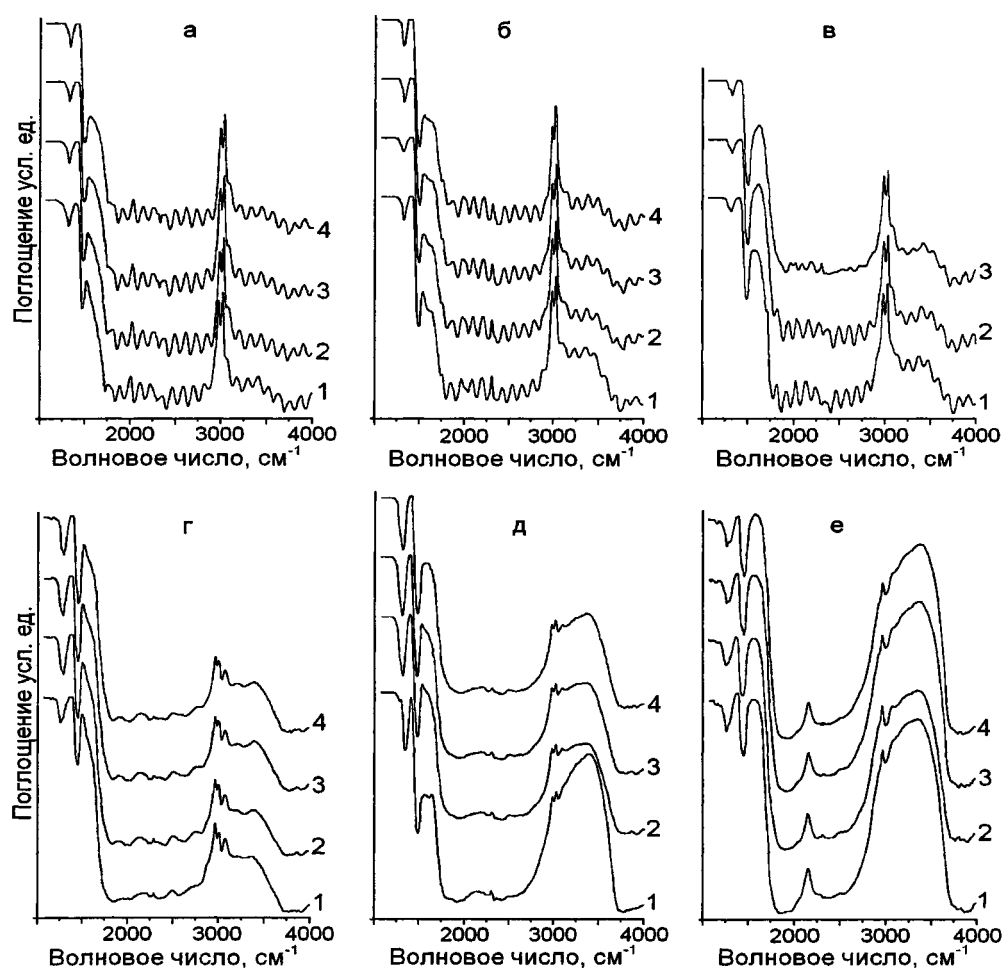 а б в
Поглощение усл. ед.
4 4
3 3 3
2 2 2
1 1 1
2000 3000 4000 2000 3000 4000 2000 3000 4000
Волновое число, см⁻¹ Волновое число, см⁻¹ Волновое число, см⁻¹
г д е
Поглощение усл. ед.
4 4 4
3 3 3
2 2 2
1 1 1
2000 3000 4000 2000 3000 4000 2000 3000 4000
Волновое число, см⁻¹ Волновое число, см⁻¹ Волновое число, см⁻¹